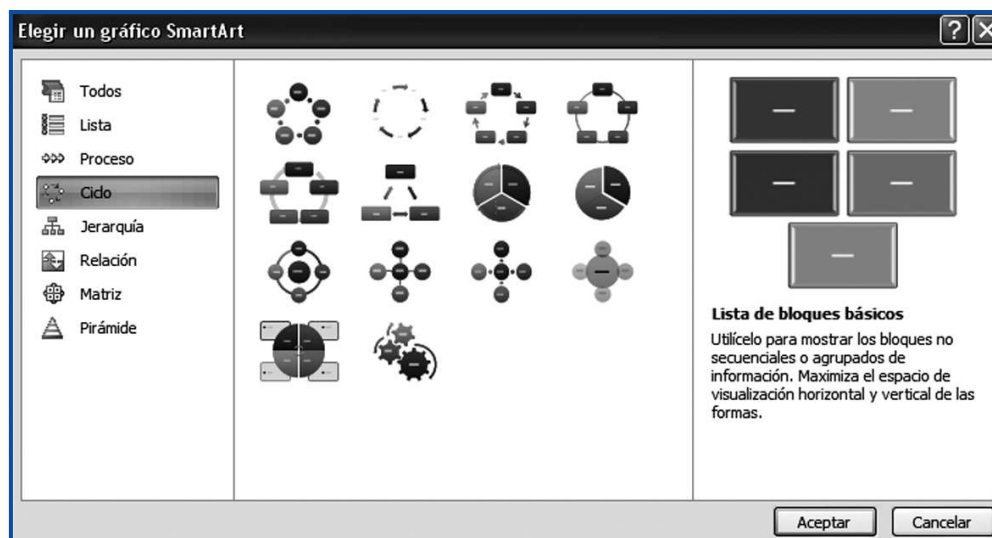 Elegir un gráfico SmartArt
Todos
Lista
Proceso
Ciclo
Jerarquía
Relación
Matriz
Pirámide
Lista de bloques básicos
Utilícelo para mostrar los bloques no
secuenciales o agrupados de
información. Maximiza el espacio de
visualización horizontal y vertical de las
formas.
Aceptar
Cancelar